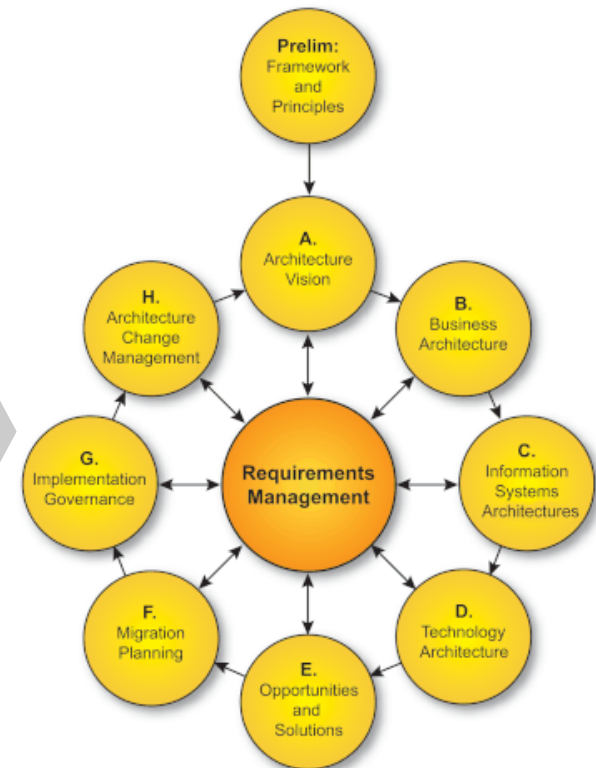 Prelim:
Framework
and
Principles
A.
Architecture
Vision
B.
Business
Architecture
C.
Information
Systems
Architectures
D.
Technology
Architecture
E.
Opportunities
and
Solutions
F.
Migration
Planning
G.
Implementation
Governance
H.
Architecture
Change
Management
Requirements
Management